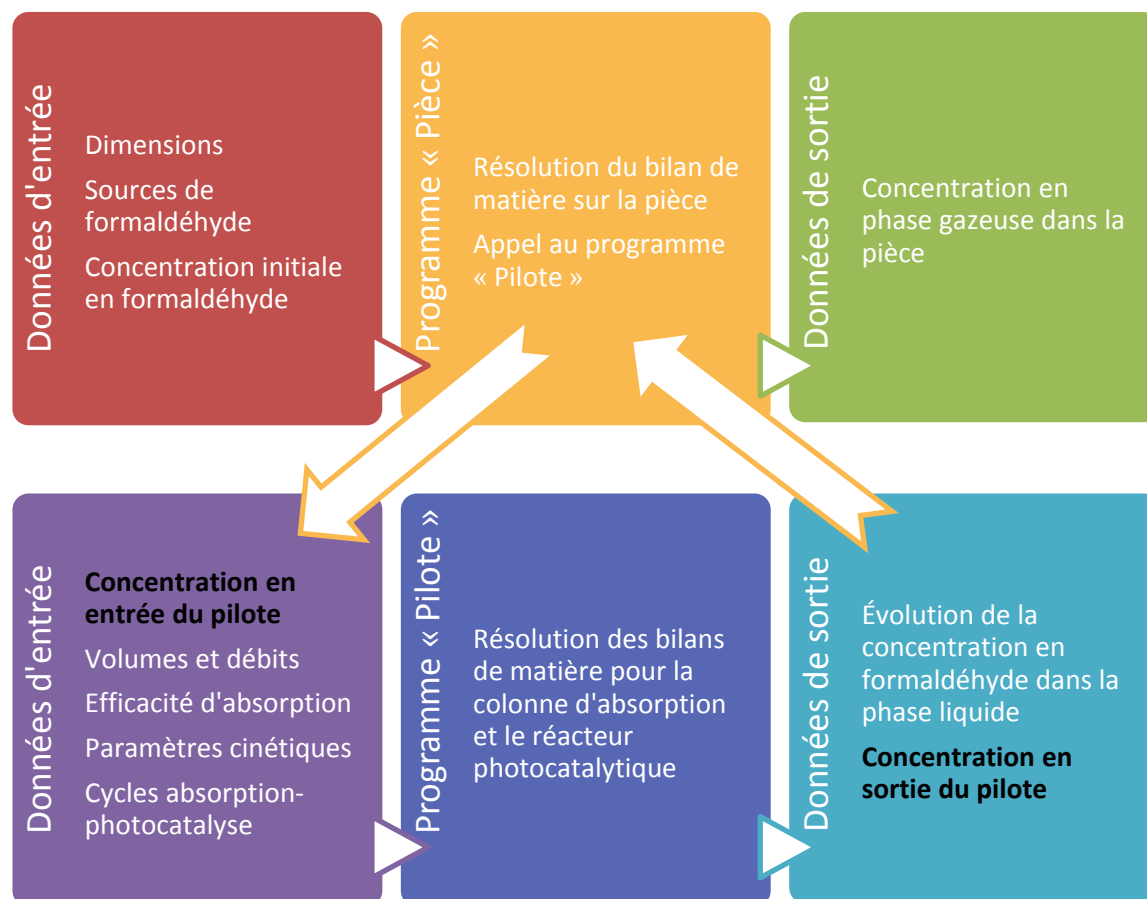 Données d'entrée
Dimensions
Sources de
formaldéhyde
Concentration initiale
en formaldéhyde
Programme « Pièce »
Résolution du bilan de
matière sur la pièce
Appel au programme
« Pilote »
Données de sortie
Concentration en
phase gazeuse dans la
pièce
Données d'entrée
Concentration en
entrée du pilote
Volumes et débits
Efficacité d'absorption
Paramètres cinétiques
Cycles absorption-
photocatalyse
Programme « Pilote »
Résolution des bilans
de matière pour la
colonne d'absorption
et le réacteur
photocatalytique
Données de sortie
Évolution de la
concentration en
formaldéhyde dans la
phase liquide
Concentration en
sortie du pilote